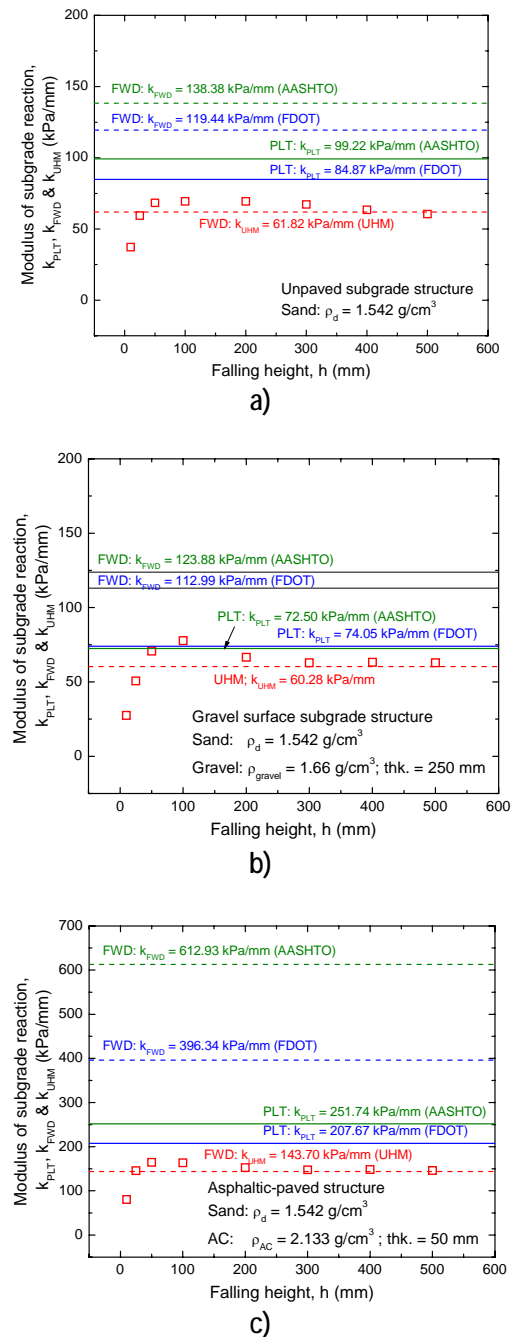 Modulus of subgrade reaction,
k_PLT, k_FWD & k_UHM (kPa/mm)
200
150
100
50
0
FWD: k_FWD = 138.38 kPa/mm (AASHTO)
FWD: k_FWD = 119.44 kPa/mm (FDOT)
PLT: k_PLT = 99.22 kPa/mm (AASHTO)
PLT: k_PLT = 84.87 kPa/mm (FDOT)
FWD: k_UHM = 61.82 kPa/mm (UHM)
Unpaved subgrade structure
Sand: ρ_d = 1.542 g/cm³
0 100 200 300 400 500 600
Falling height, h (mm)
a)
Modulus of subgrade reaction,
k_PLT, k_FWD & k_UHM (kPa/mm)
200
150
100
50
0
FWD: k_FWD = 123.88 kPa/mm (AASHTO)
FWD: k_FWD = 112.99 kPa/mm (FDOT)
PLT: k_PLT = 72.50 kPa/mm (AASHTO)
PLT: k_PLT = 74.05 kPa/mm (FDOT)
UHM; k_UHM = 60.28 kPa/mm
Gravel surface subgrade structure
Sand: ρ_d = 1.542 g/cm³
Gravel: ρ_gravel = 1.66 g/cm³; thk. = 250 mm
0 100 200 300 400 500 600
Falling height, h (mm)
b)
Modulus of subgrade reaction,
k_PLT, k_FWD & k_UHM (kPa/mm)
700
600
500
400
300
200
100
0
FWD: k_FWD = 612.93 kPa/mm (AASHTO)
FWD: k_FWD = 396.34 kPa/mm (FDOT)
PLT: k_PLT = 251.74 kPa/mm (AASHTO)
PLT: k_PLT = 207.67 kPa/mm (FDOT)
FWD: k_UHM = 143.70 kPa/mm (UHM)
Asphaltic-paved structure
Sand: ρ_d = 1.542 g/cm³
AC: ρ_AC = 2.133 g/cm³ ; thk. = 50 mm
0 100 200 300 400 500 600
Falling height, h (mm)
c)